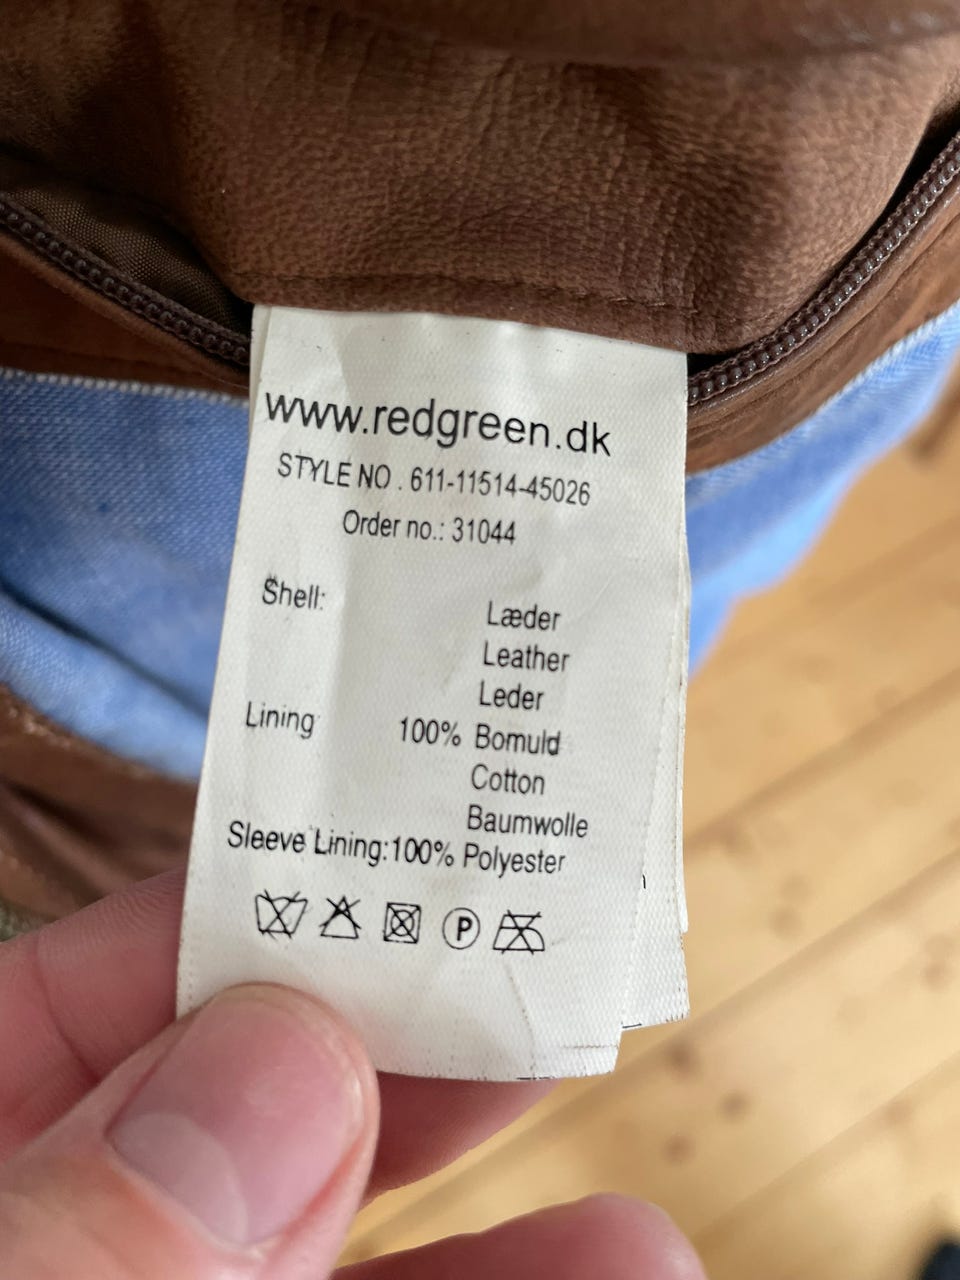 www.redgreen.dk
STYLE NO . 611-11514-45026
Order no.: 31044
Shell:
Læder
Leather
Leder
Lining 100% Bomuld
Cotton
Baumwolle
Sleeve Lining:100% Polyester
P